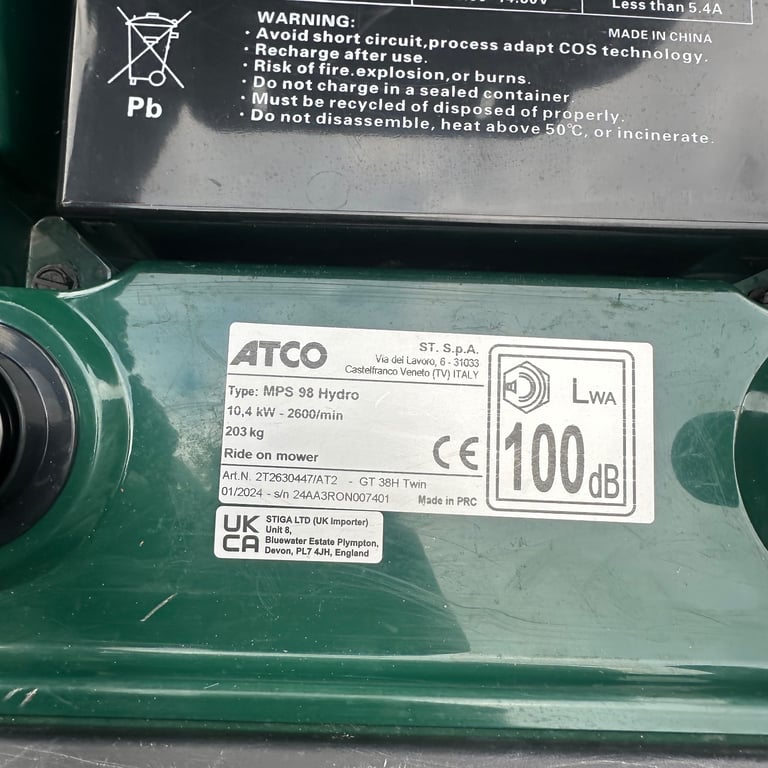 Less than 5.4A
MADE IN CHINA
WARNING:
· Avoid short circuit,process adapt COS technology.
· Recharge after use.
· Risk of fire.explosion,or burns.
· Do not charge in a sealed container.
· Must be recycled of disposed of properly.
· Do not disassemble, heat above 50°C, or incinerate.
Pb
ATCO
ST. S.p.A.
Via del Lavoro, 6 - 31033
Castelfranco Veneto (TV) ITALY
Type: MPS 98 Hydro
10,4 kW - 2600/min
203 kg
Ride on mower
CE
Art.N. 2T2630447/AT2 - GT 38H Twin
01/2024 - s/n 24AA3RON007401
Made in PRC
LWA
100dB
UK
CA
STIGA LTD (UK Importer)
Unit 8,
Bluewater Estate Plympton,
Devon, PL7 4JH, England